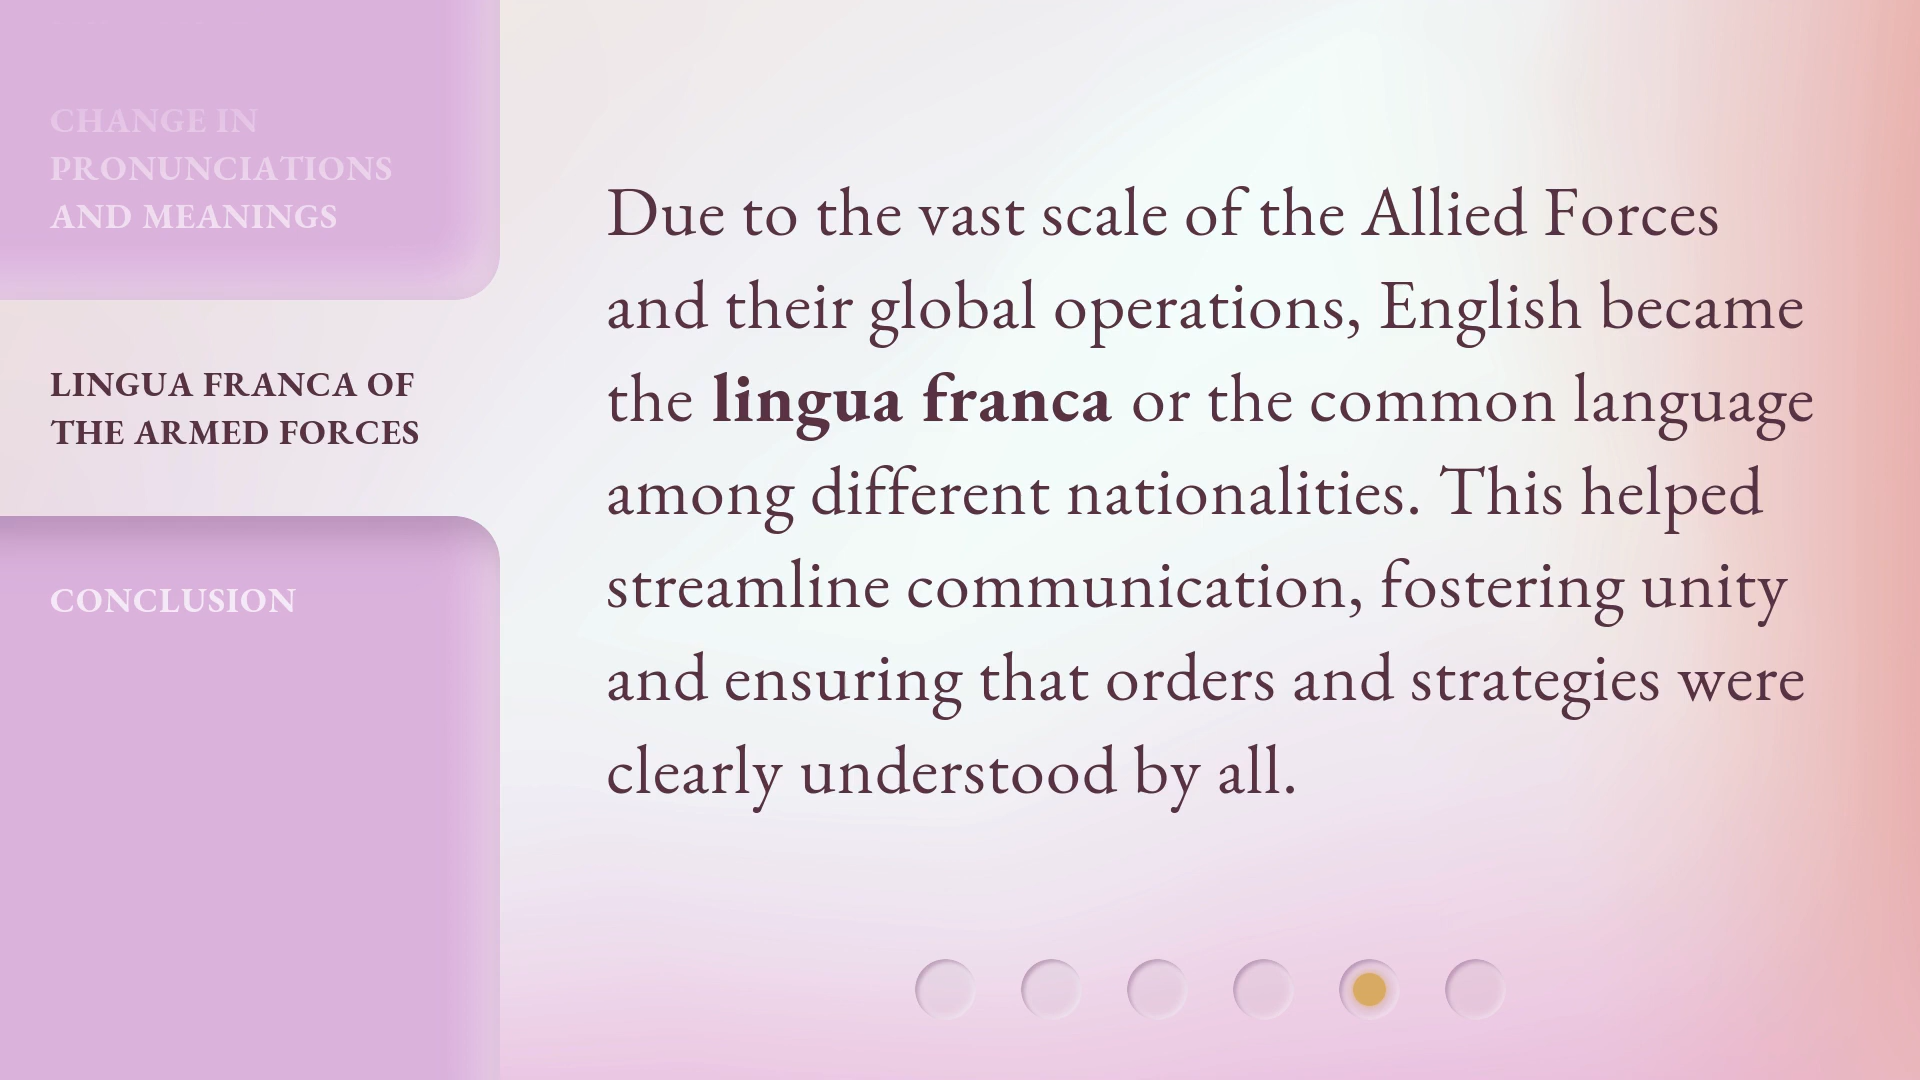 CHANGE IN
PRONUNCIATIONS
AND MEANINGS
LINGUA FRANCA OF
THE ARMED FORCES
CONCLUSION
Due to the vast scale of the Allied Forces
and their global operations, English became
the lingua franca or the common language
among different nationalities. This helped
streamline communication, fostering unity
and ensuring that orders and strategies were
clearly understood by all.